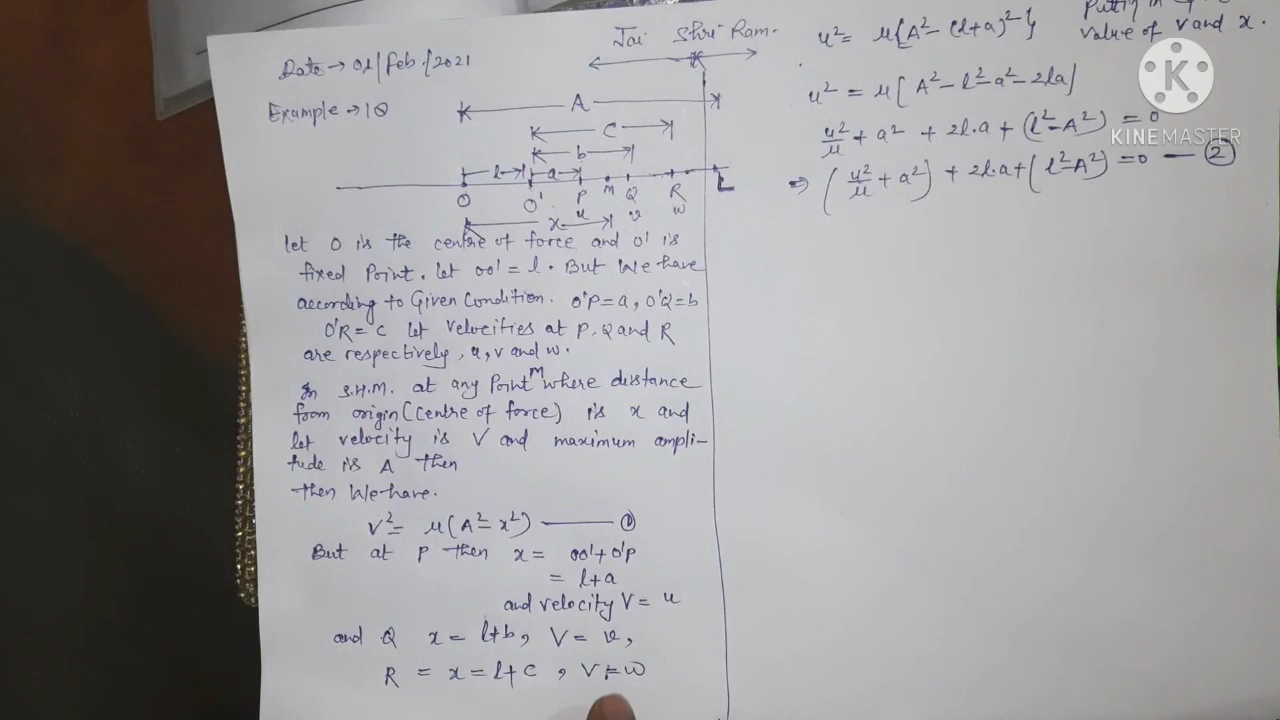 Jai Shri Ram.
Date → 01/Feb./2021
Example → 18
A
C
b
l a
O O' P M Q R L
u v w
x
let O is the centre of force and O' is
fixed Point. let OO' = l. But We have
according to Given Condition. O'P = a, O'Q = b
O'R = C let velocities at P, Q and R
are respectively, u, v and w.
In S.H.M. at any Point M where distance
from origin (centre of force) is x and
let velocity is V and maximum ampli-
tude is A then
then We have.
V² = μ(A² - x²) —— ①
But at P then x = OO' + O'P
= l+a
and velocity V = u
and Q x = l+b, V = v,
R = x = l+c, V = w
Putting in
u² = μ{A² - (l+a)²} value of v and x.
u² = μ[A² - l² - a² - 2la]
u²/μ + a² + 2l.a + (l² - A²) = 0
⇒ (u²/μ + a²) + 2l.a + (l² - A²) = 0 — ②
K
KINEMASTER